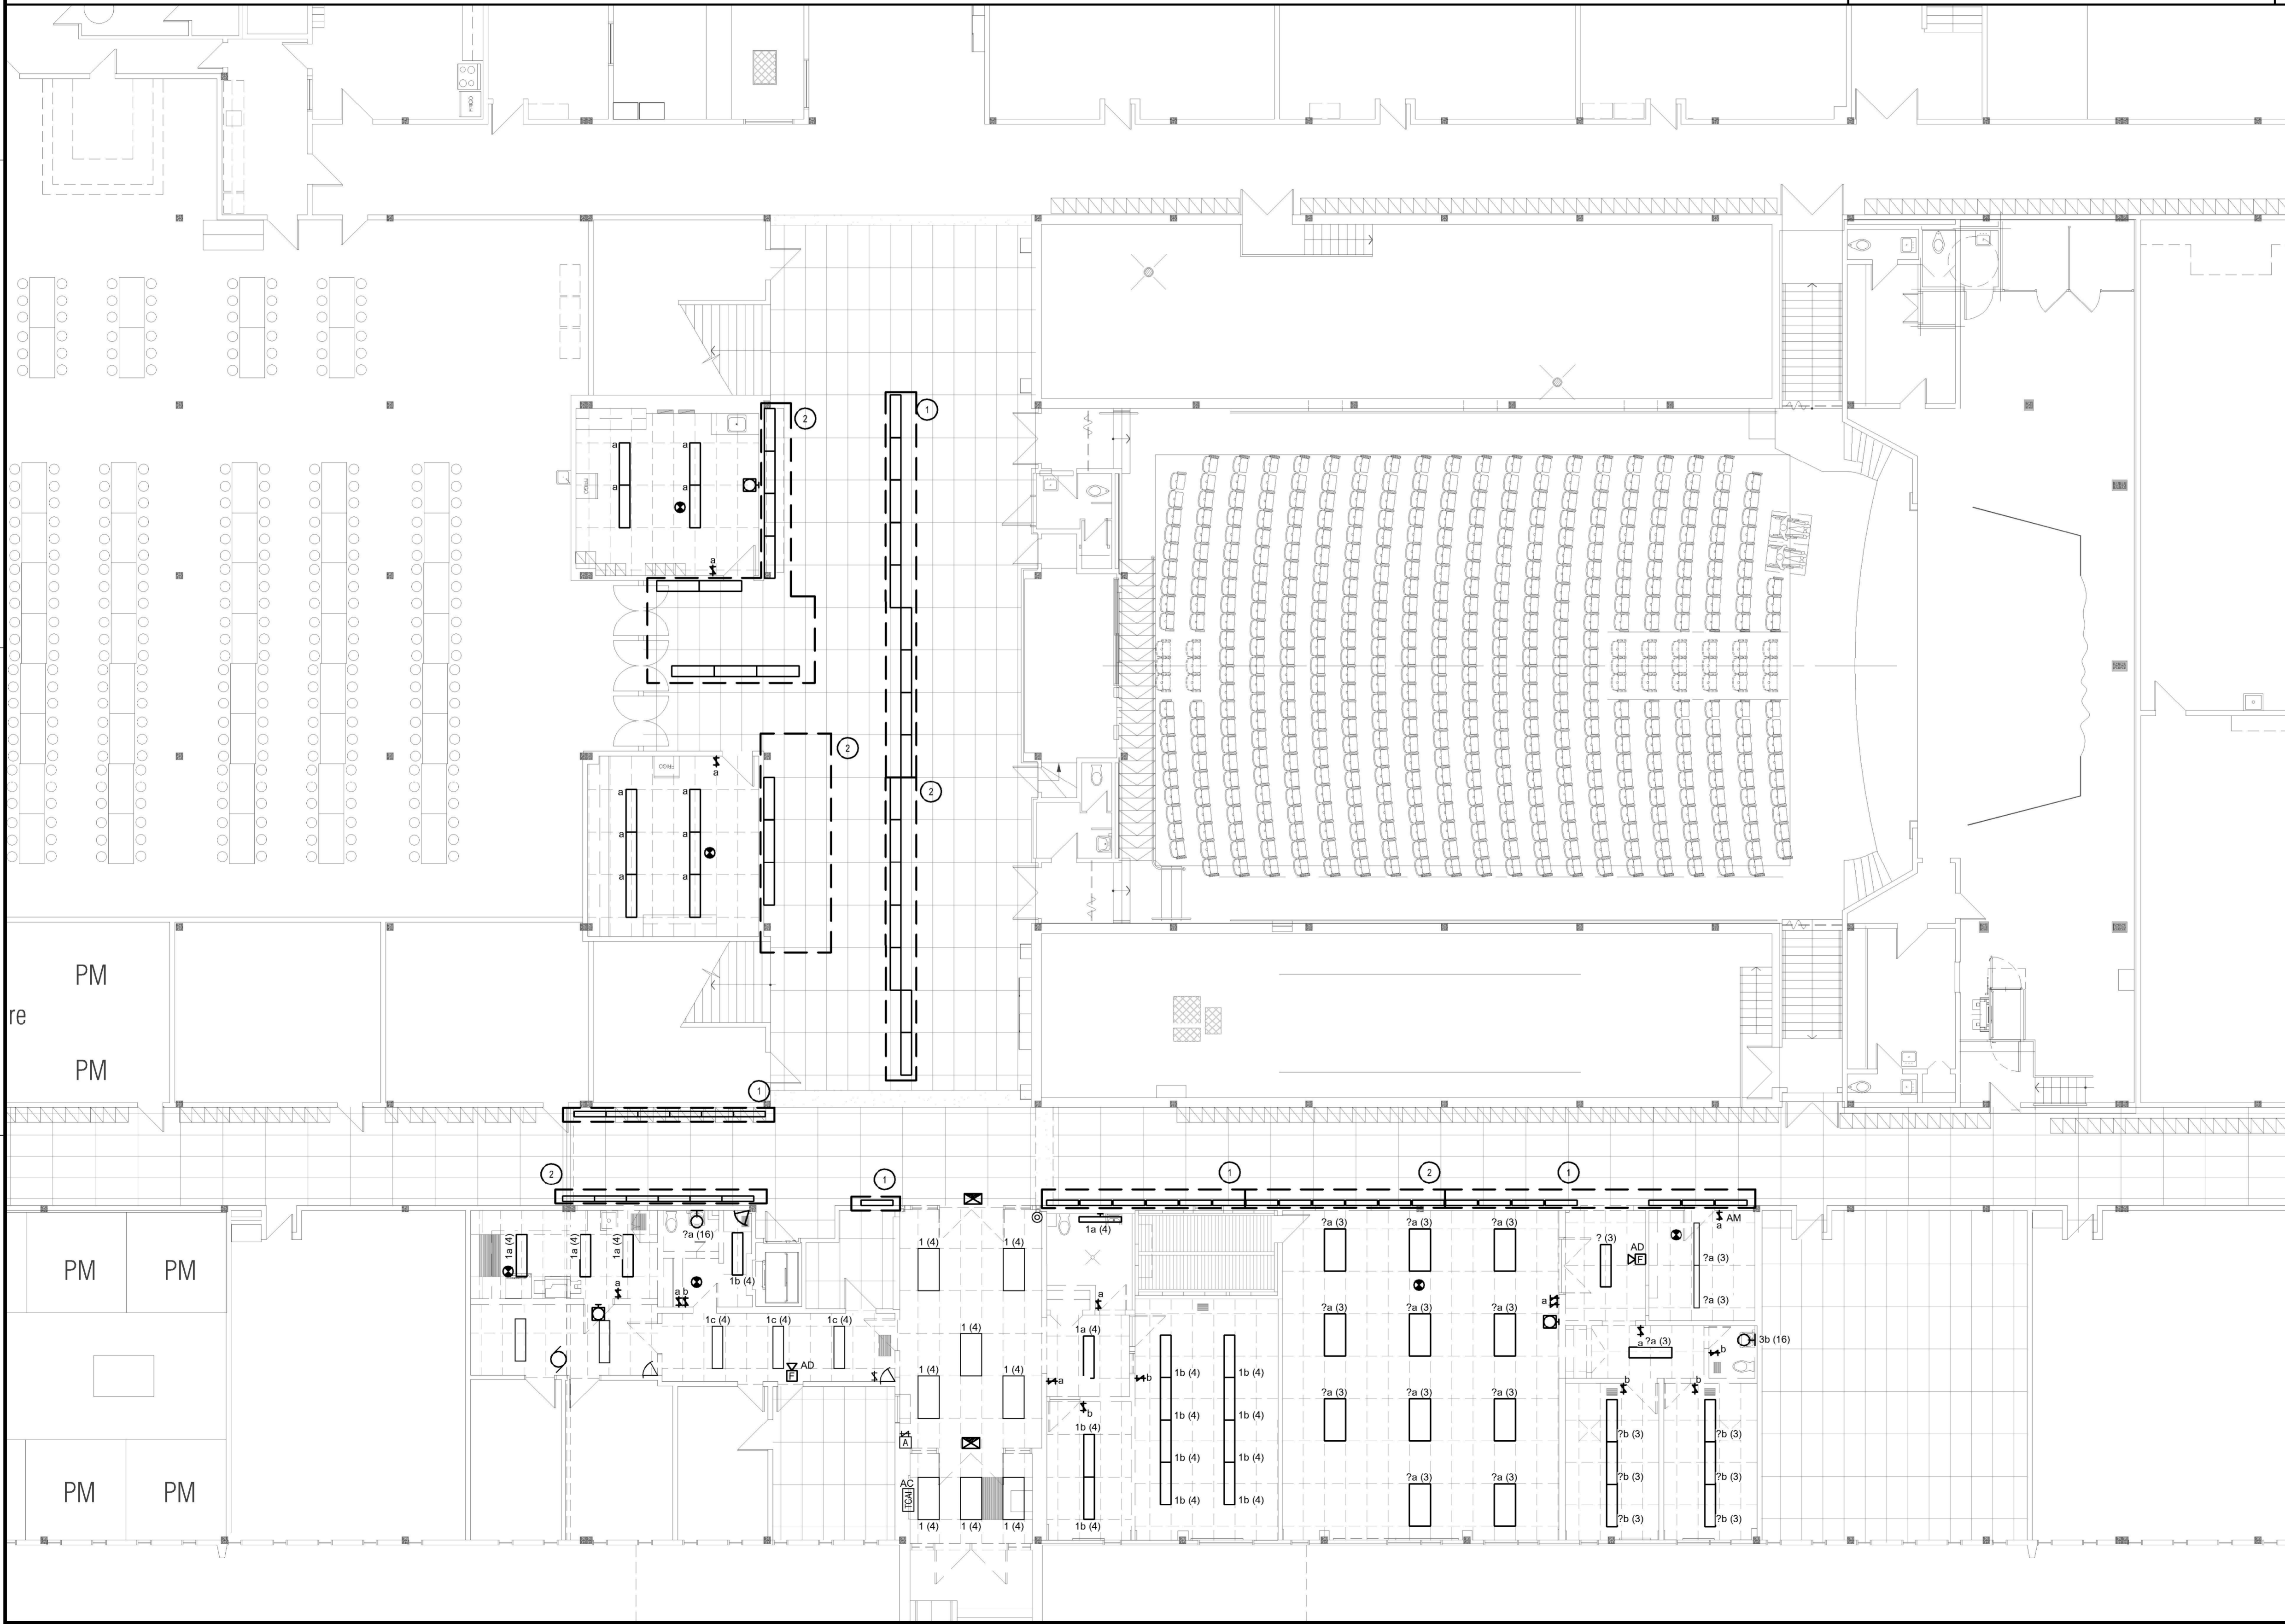 FRIGO
2
1
a
a
a
a
FRIGO
a
2
2
FRIGO
a
a
a
a
a
a
a
PM
re
PM
1
2
1
1
2
1
1a (4)
1a (4)
1a (4)
?a (16)
1b (4)
a
a b
1c (4)
1c (4)
1c (4)
AD
F
A
AC
TCAI
1 (4)
1 (4)
1 (4)
1 (4)
1 (4)
1 (4)
1 (4)
1 (4)
1a (4)
a
1a (4)
a
b
b
1b (4)
1b (4)
1b (4)
1b (4)
1b (4)
1b (4)
1b (4)
1b (4)
1b (4)
1b (4)
?a (3)
?a (3)
?a (3)
?a (3)
?a (3)
?a (3)
?a (3)
?a (3)
?a (3)
?a (3)
?a (3)
? (3)
AD
F
AM
a
?a (3)
?a (3)
a
a
?a (3)
b
3b (16)
b
b
?b (3)
?b (3)
?b (3)
?b (3)
?b (3)
?b (3)
PM
PM
PM
PM